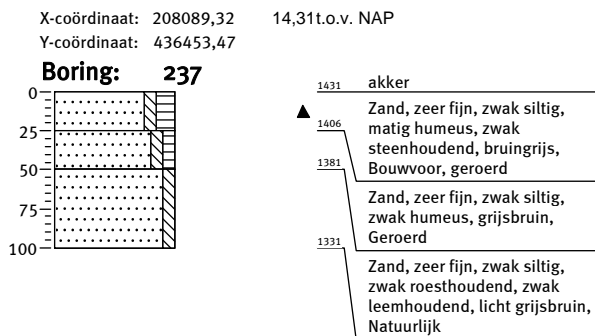 X-coördinaat: 208089,32 14,31t.o.v. NAP
Y-coördinaat: 436453,47
Boring: 237
0
25
50
75
100
1431 akker
1406
Zand, zeer fijn, zwak siltig,
matig humeus, zwak
steenhoudend, bruingrijs,
Bouwvoor, geroerd
1381
Zand, zeer fijn, zwak siltig,
zwak humeus, grijsbruin,
Geroerd
1331
Zand, zeer fijn, zwak siltig,
zwak roesthoudend, zwak
leemhoudend, licht grijsbruin,
Natuurlijk